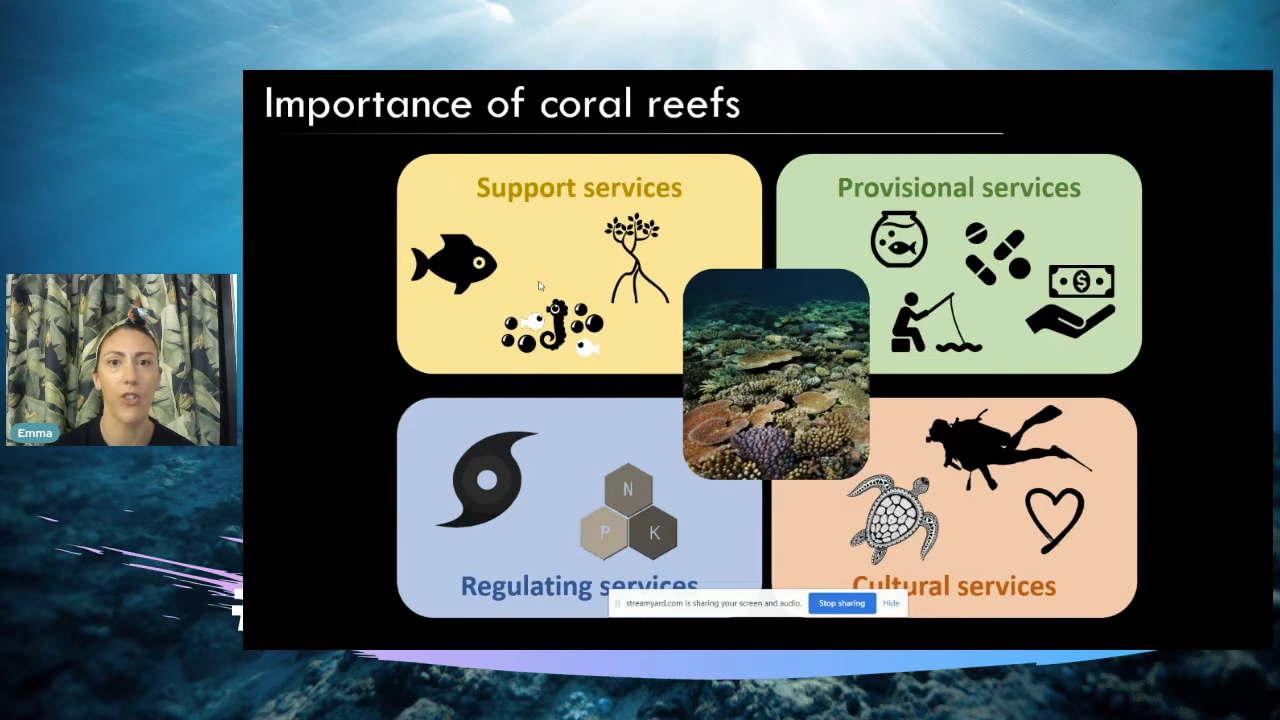 Importance of coral reefs
Support services
Provisional services
$
N
P
K
Regulating services
Cultural services
streamyard.com is sharing your screen and audio.
Stop sharing
Hide
Emma